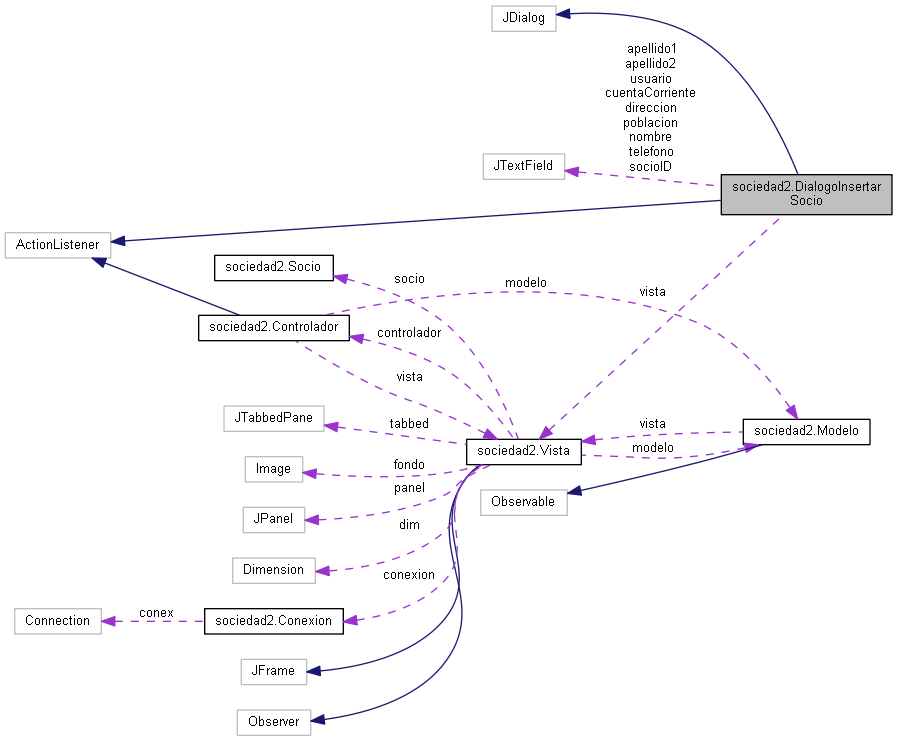 JDialog
apellido1
apellido2
usuario
cuentaCorriente
direccion
poblacion
nombre
telefono
socioID
JTextField
sociedad2.DialogoInsertar
Socio
ActionListener
sociedad2.Socio
socio
modelo
vista
sociedad2.Controlador
controlador
vista
JTabbedPane
tabbed
vista
sociedad2.Modelo
sociedad2.Vista
modelo
Image
fondo
panel
Observable
JPanel
dim
Dimension
conexion
Connection
conex
sociedad2.Conexion
JFrame
Observer